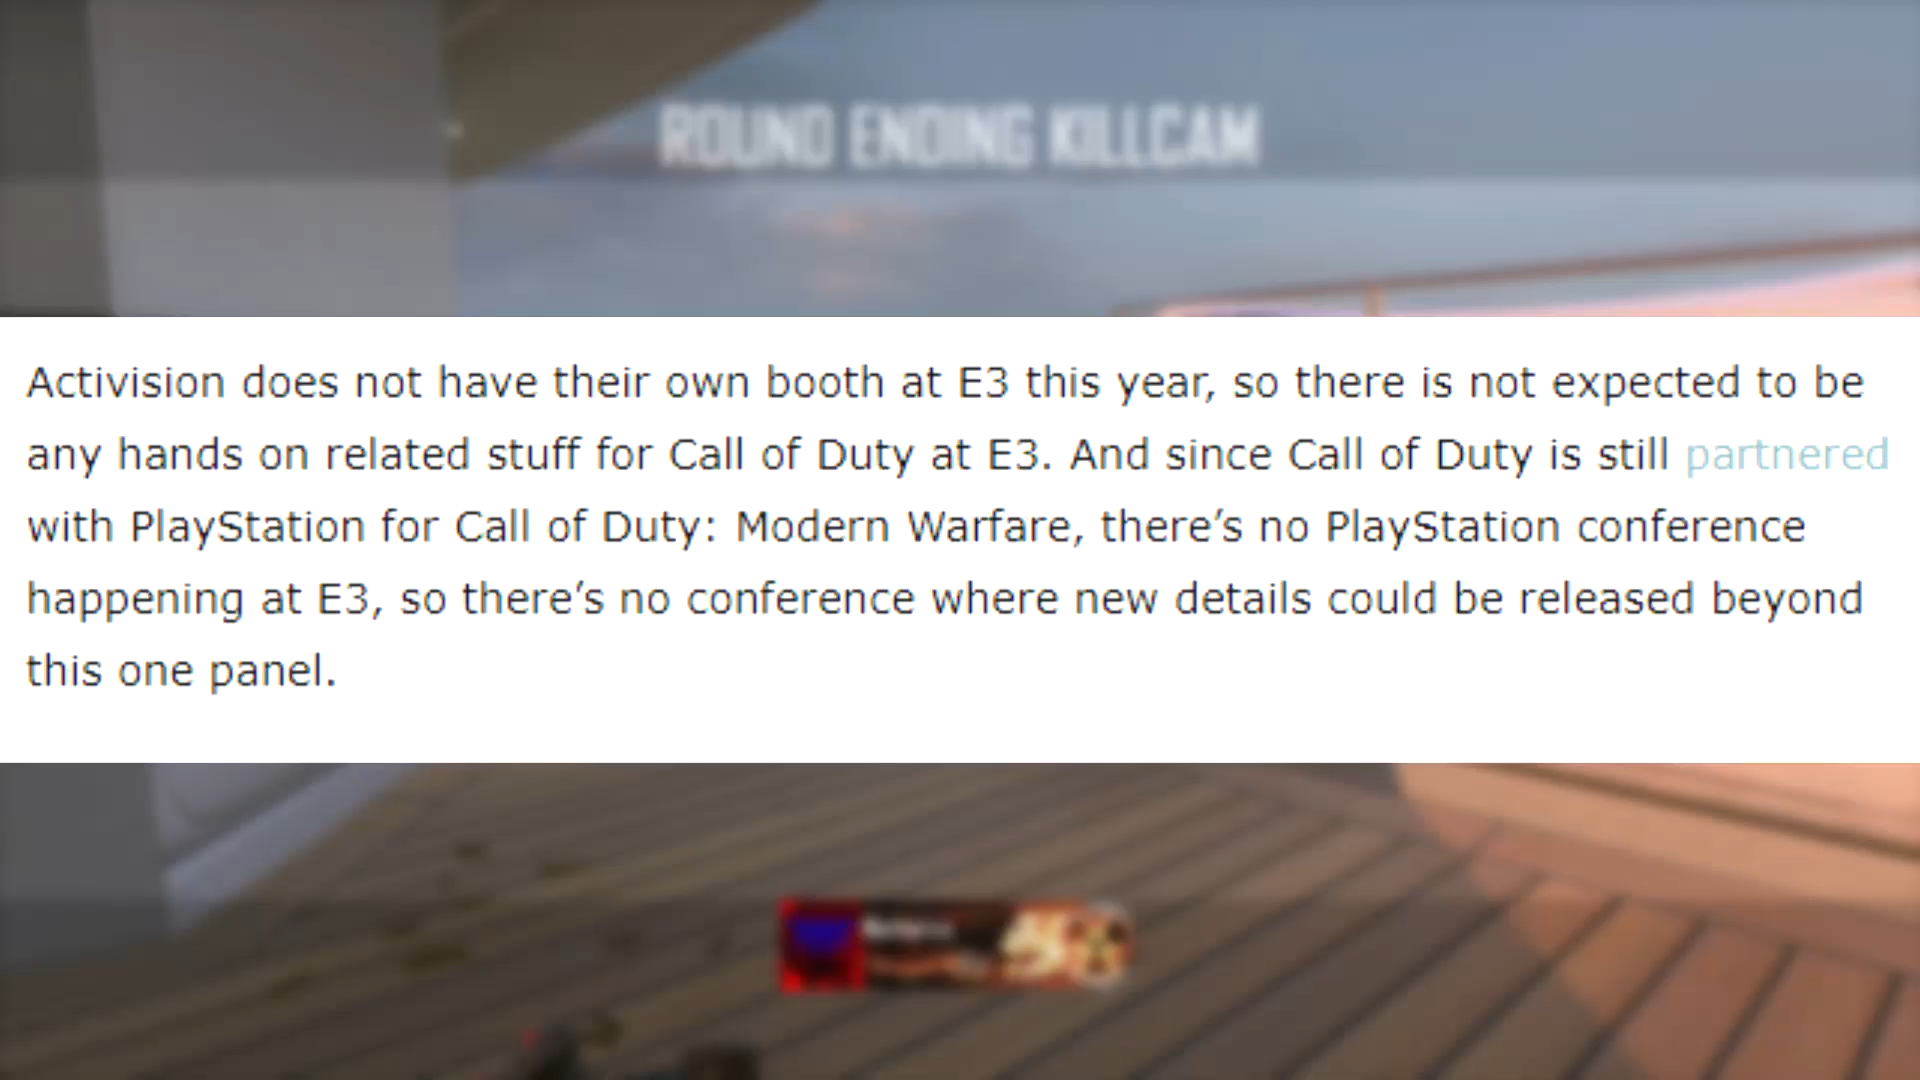 ROUND ENDING KILLCAM
Activision does not have their own booth at E3 this year, so there is not expected to be
any hands on related stuff for Call of Duty at E3. And since Call of Duty is still partnered
with PlayStation for Call of Duty: Modern Warfare, there’s no PlayStation conference
happening at E3, so there’s no conference where new details could be released beyond
this one panel.